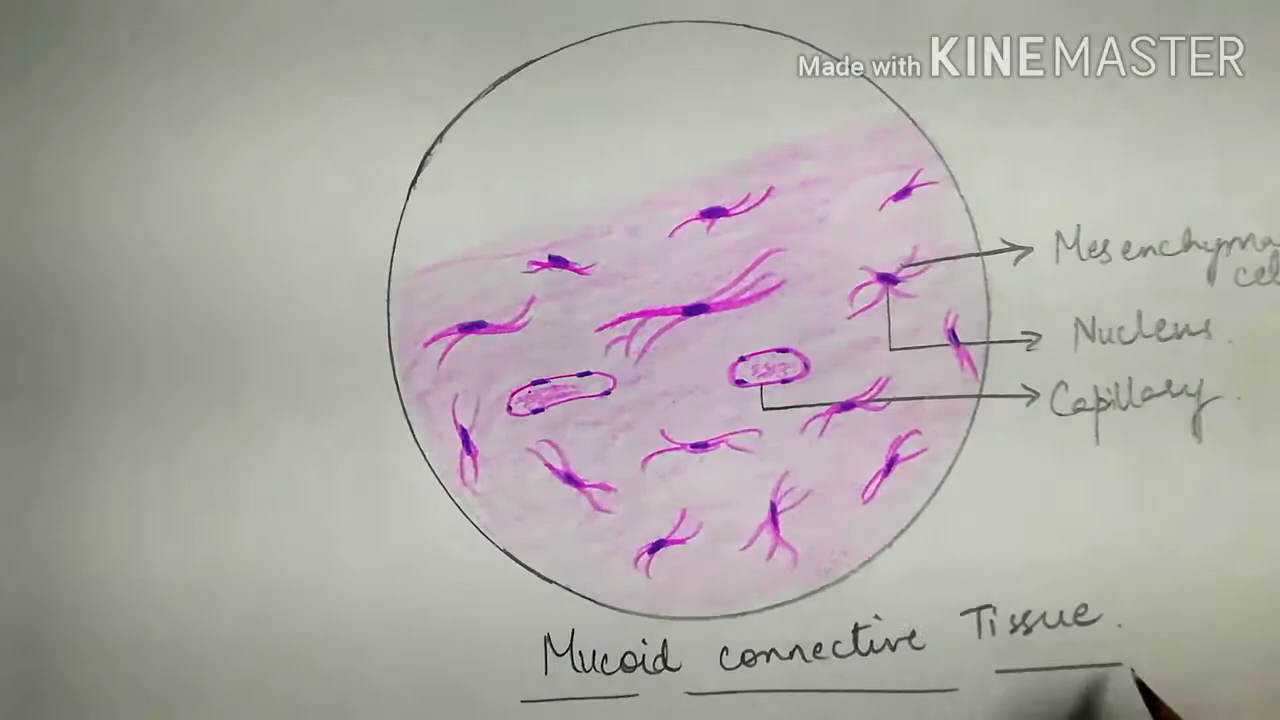 Made with KINEMASTER
Mesenchyma
cel
Nucleus.
Capillary.
Mucoid connective Tissue.